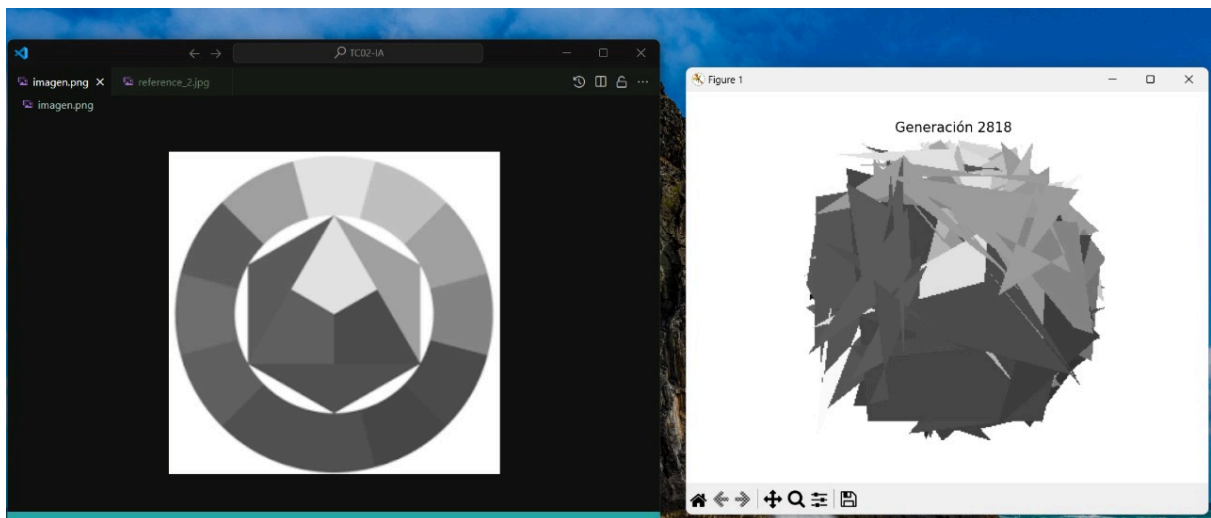 TC02-IA
imagen.png
reference_2.jpg
imagen.png
Figure 1
Generación 2818